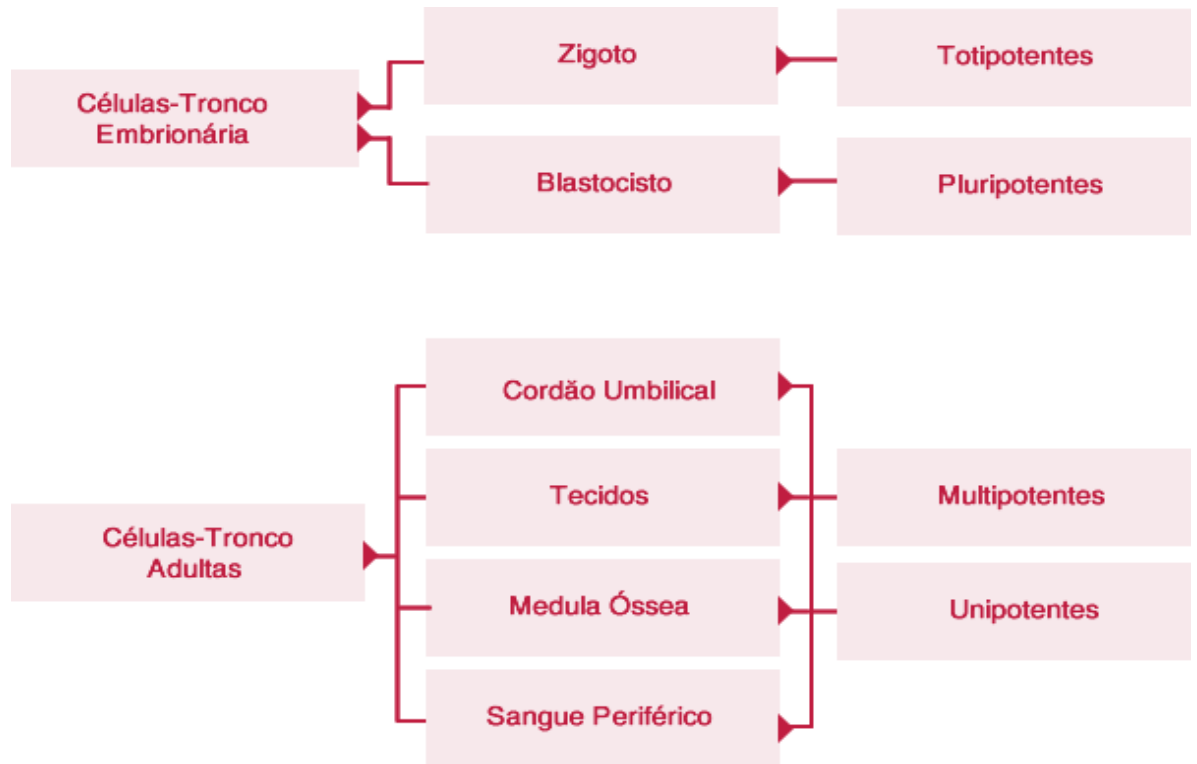 Zigoto
Totipotentes
Células-Tronco
Embrionária
Blastocisto
Pluripotentes
Cordão Umbilical
Tecidos
Multipotentes
Células-Tronco
Adultas
Medula Óssea
Unipotentes
Sangue Periférico